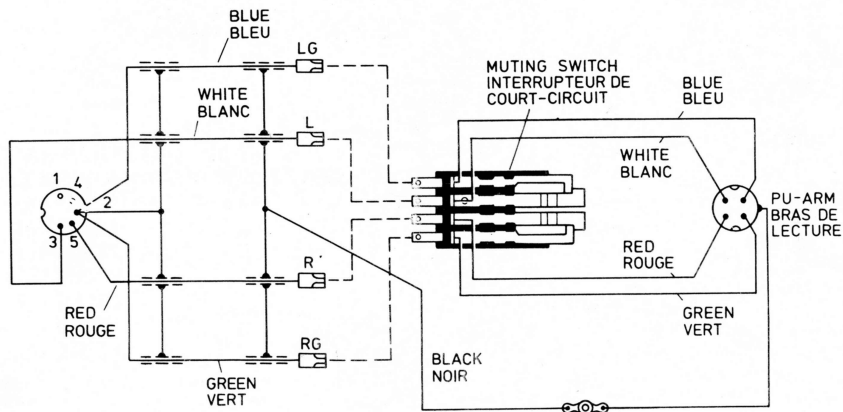 BLUE
BLEU
LG
MUTING SWITCH
INTERRUPTEUR DE
COURT-CIRCUIT
BLUE
BLEU
WHITE
BLANC
L
WHITE
BLANC
1 4
2
3 5
PU-ARM
BRAS DE
LECTURE
R
RED
ROUGE
RED
ROUGE
GREEN
VERT
RG
BLACK
NOIR
GREEN
VERT